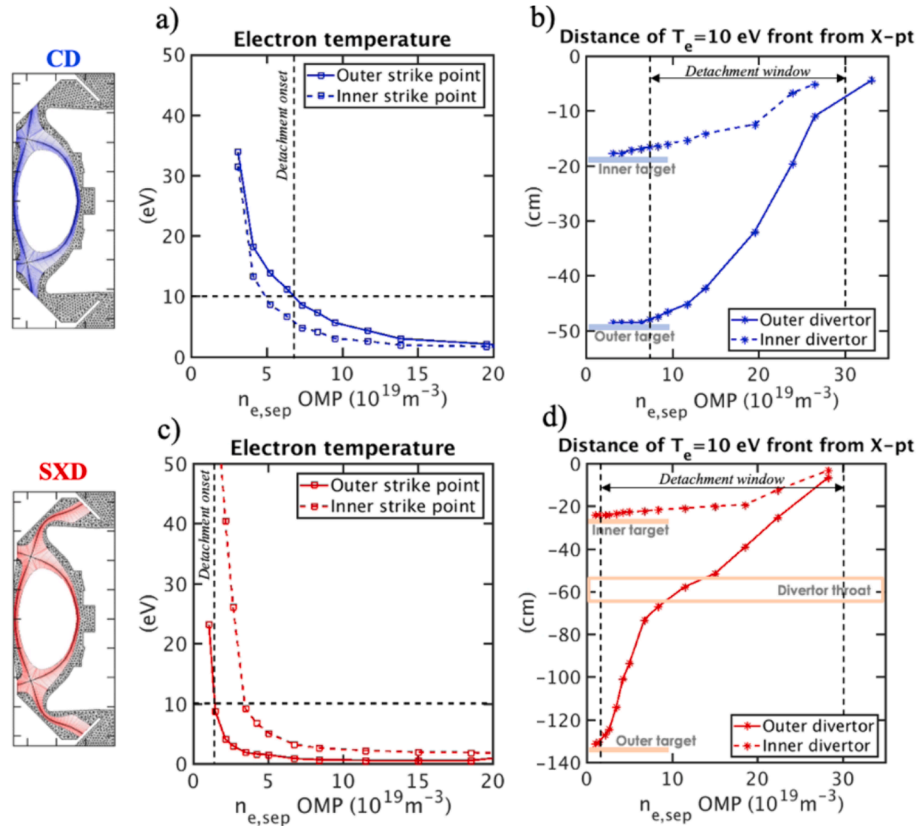 CD
a)
Electron temperature
Outer strike point
Inner strike point
Detachment onset
50
40
30
20
10
0
(eV)
0 5 10 15 20
n_e,sep OMP (10^19 m^-3)
b)
Distance of T_e=10 eV front from X-pt
Detachment window
0
-10
-20
-30
-40
-50
(cm)
Inner target
Outer target
Outer divertor
Inner divertor
0 10 20 30
n_e,sep OMP (10^19 m^-3)
SXD
c)
Electron temperature
Outer strike point
Inner strike point
Detachment onset
50
40
30
20
10
0
(eV)
0 5 10 15 20
n_e,sep OMP (10^19 m^-3)
d)
Distance of T_e=10 eV front from X-pt
Detachment window
0
-20
-40
-60
-80
-100
-120
-140
(cm)
Inner target
Divertor throat
Outer target
Outer divertor
Inner divertor
0 10 20 30
n_e,sep OMP (10^19 m^-3)